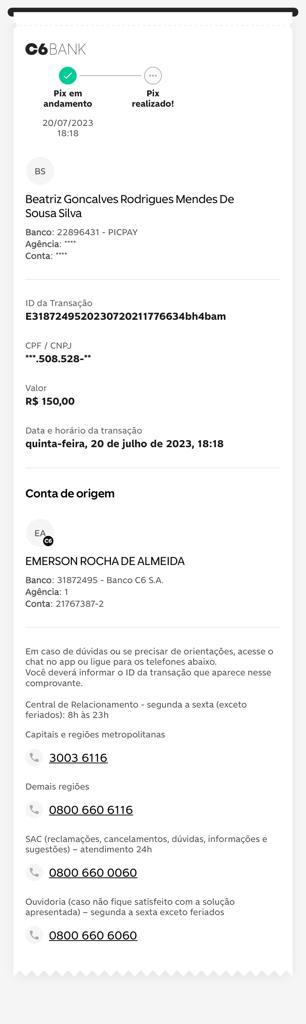 C6BANK
Pix em
andamento
Pix
realizado!
20/07/2023
18:18
BS
Beatriz Goncalves Rodrigues Mendes De
Sousa Silva
Banco: 22896431 - PICPAY
Agência: ****
Conta: ****
ID da Transação
E31872495202307202117​76634bh4bam
CPF / CNPJ
***.508.528-**
Valor
R$ 150,00
Data e horário da transação
quinta-feira, 20 de julho de 2023, 18:18
Conta de origem
EA
C6
EMERSON ROCHA DE ALMEIDA
Banco: 31872495 - Banco C6 S.A.
Agência: 1
Conta: 21767387-2
Em caso de dúvidas ou se precisar de orientações, acesse o
chat no app ou ligue para os telefones abaixo.
Você deverá informar o ID da transação que aparece nesse
comprovante.
Central de Relacionamento - segunda a sexta (exceto
feriados): 8h às 23h
Capitais e regiões metropolitanas
3003 6116
Demais regiões
0800 660 6116
SAC (reclamações, cancelamentos, dúvidas, informações e
sugestões) – atendimento 24h
0800 660 0060
Ouvidoria (caso não fique satisfeito com a solução
apresentada) – segunda a sexta exceto feriados
0800 660 6060